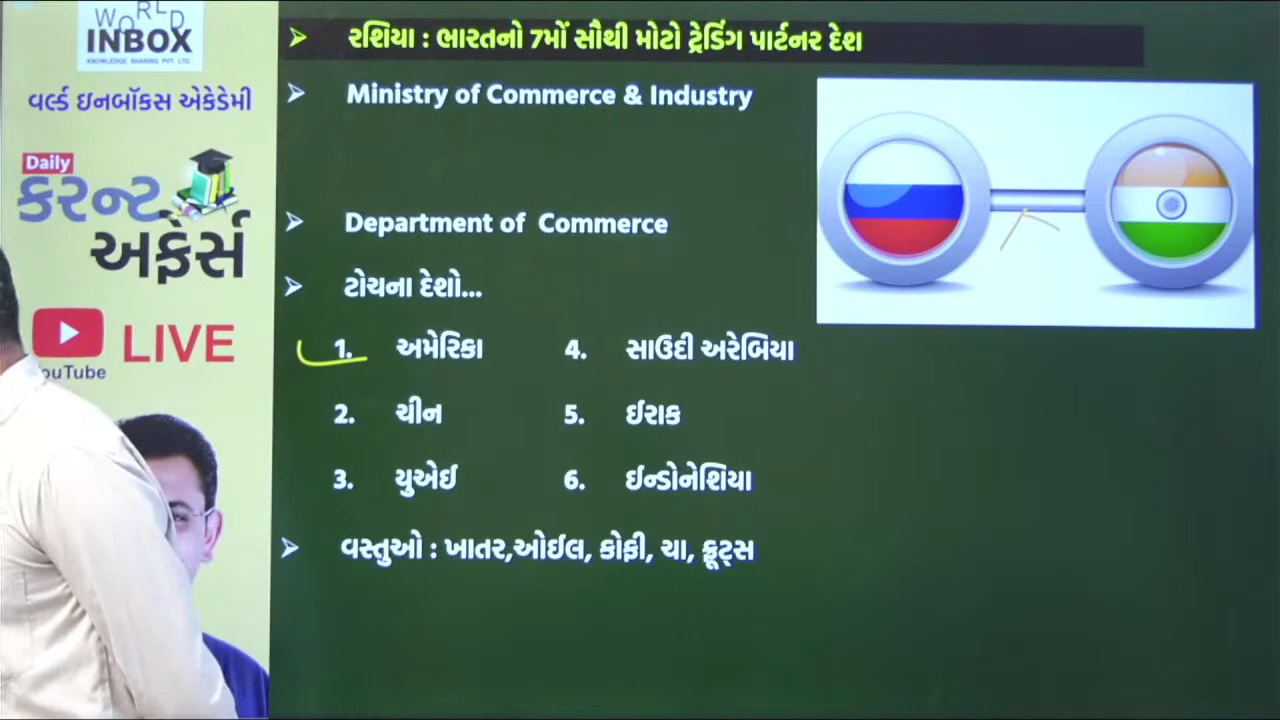 WORLD
INBOX
KNOWLEDGE SHARING PVT. LTD
વર્લ્ડ ઇનબૉક્સ એકેડેમી
Daily
કરન્ટ
અફેર્સ
LIVE
ouTube
રશિયા : ભારતનો 7મોં સૌથી મોટો ટ્રેડિંગ પાર્ટનર દેશ
Ministry of Commerce & Industry
Department of Commerce
ટોચના દેશો...
1. અમેરિકા 4. સાઉદી અરેબિયા
2. ચીન 5. ઈરાક
3. યુએઈ 6. ઈન્ડોનેશિયા
વસ્તુઓ : ખાતર,ઓઈલ, કોફી, ચા, ફ્રૂટ્સ